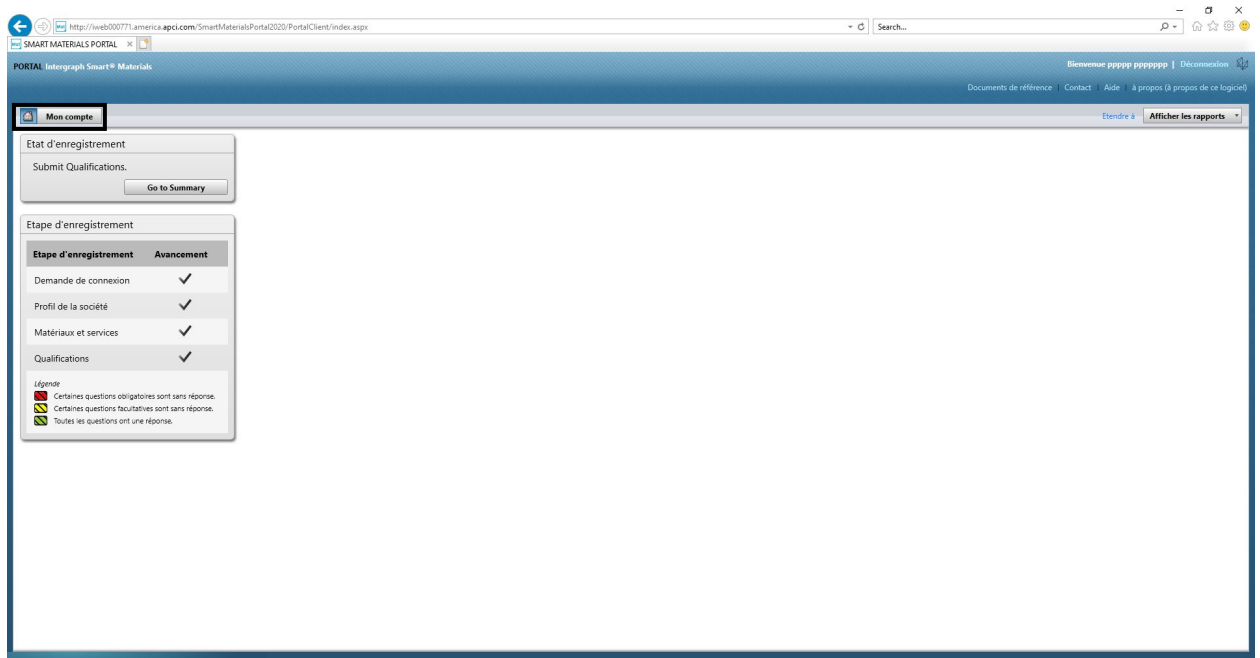 http://iweb000771.america.apci.com/SmartMaterialsPortal2020/PortalClient/index.aspx
Search...
SMART MATERIALS PORTAL
PORTAL Intergraph Smart® Materials
Bienvenue ppppp ppppppp | Déconnexion
Documents de référence | Contact | Aide | à propos (à propos de ce logiciel)
Mon compte
Etendre à
Afficher les rapports
Etat d'enregistrement
Submit Qualifications.
Go to Summary
Etape d'enregistrement
Etape d'enregistrement Avancement
Demande de connexion
Profil de la société
Matériaux et services
Qualifications
Légende
Certaines questions obligatoires sont sans réponse.
Certaines questions facultatives sont sans réponse.
Toutes les questions ont une réponse.